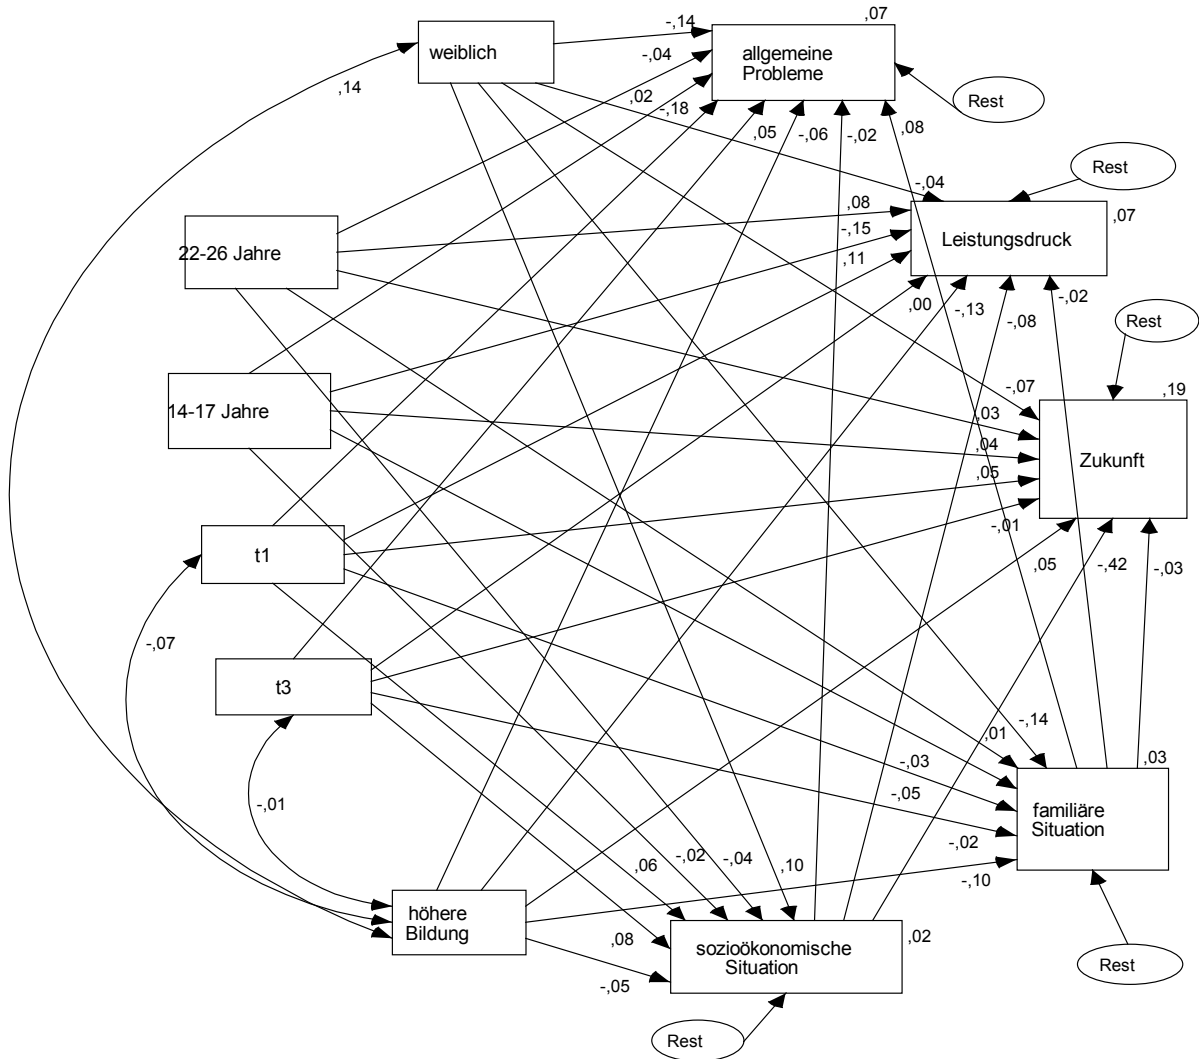 -,14
,07
weiblich
-,04
allgemeine
Probleme
,14
,02
-,18
Rest
,05
-,06
-,02
,08
Rest
-,04
,08
,07
-,15
Leistungsdruck
22-26 Jahre
,11
,00
-,13
-,08
-,02
Rest
-,07
,19
14-17 Jahre
,03
,04
Zukunft
,05
t1
-,01
,05
-,42
-,03
-,07
t3
,01
-,14
-,03
,03
-,05
-,01
familiäre
Situation
-,02
,06
-,02
-,04
,10
-,10
höhere
Bildung
,08
,02
sozioökonomische
Situation
-,05
Rest
Rest